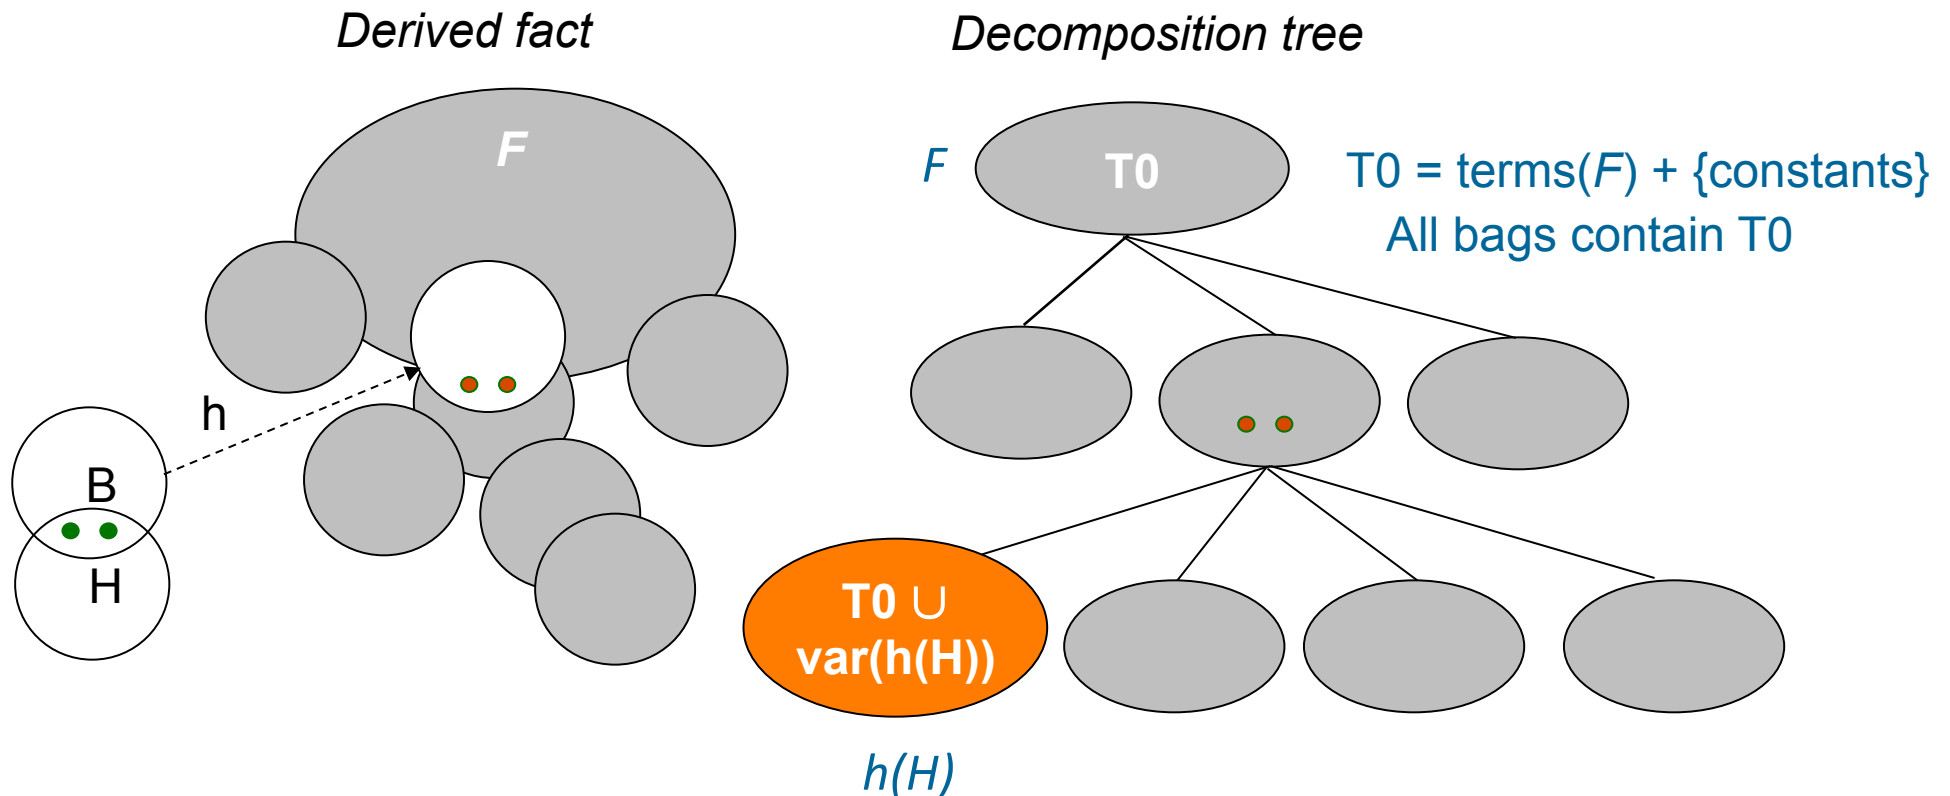 Derived fact
Decomposition tree
F
F
T0
T0 = terms(F) + {constants}
All bags contain T0
h
B
H
T0 ∪
var(h(H))
h(H)